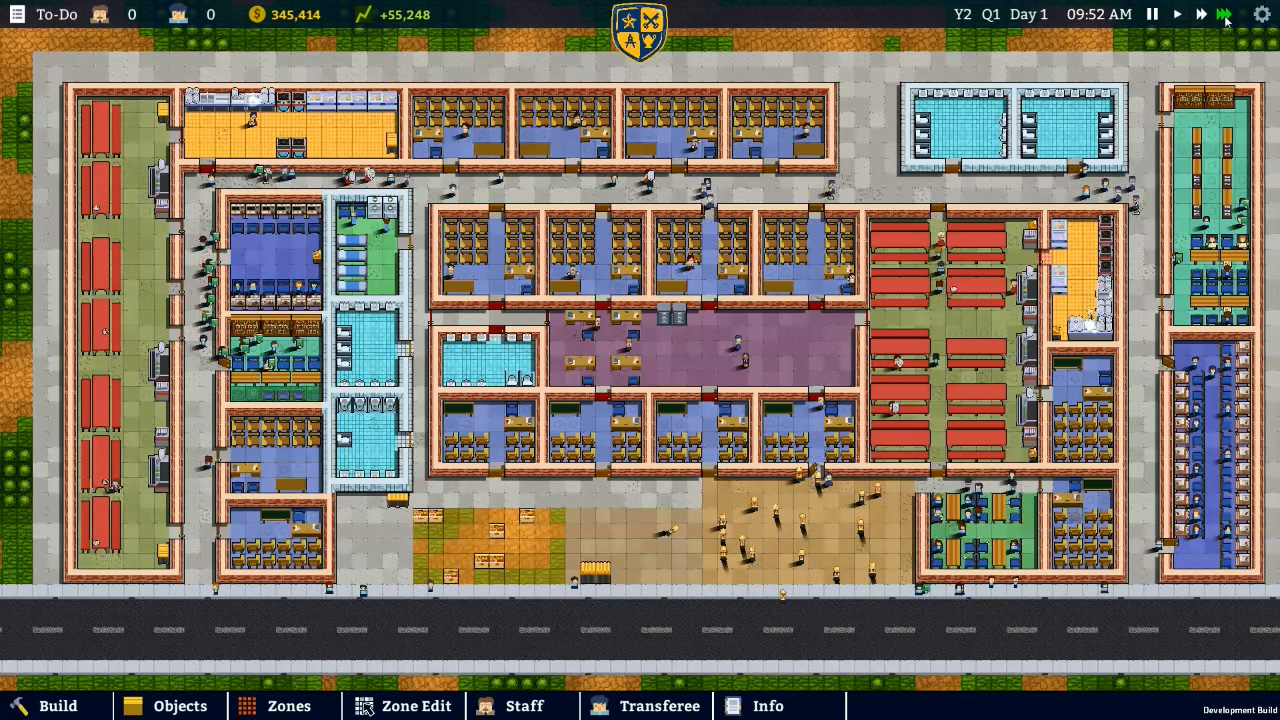 To-Do 0 0 345,414 +55,248 Y2 Q1 Day 1 09:52 AM
Build Objects Zones Zone Edit Staff Transferee Info
Development Build